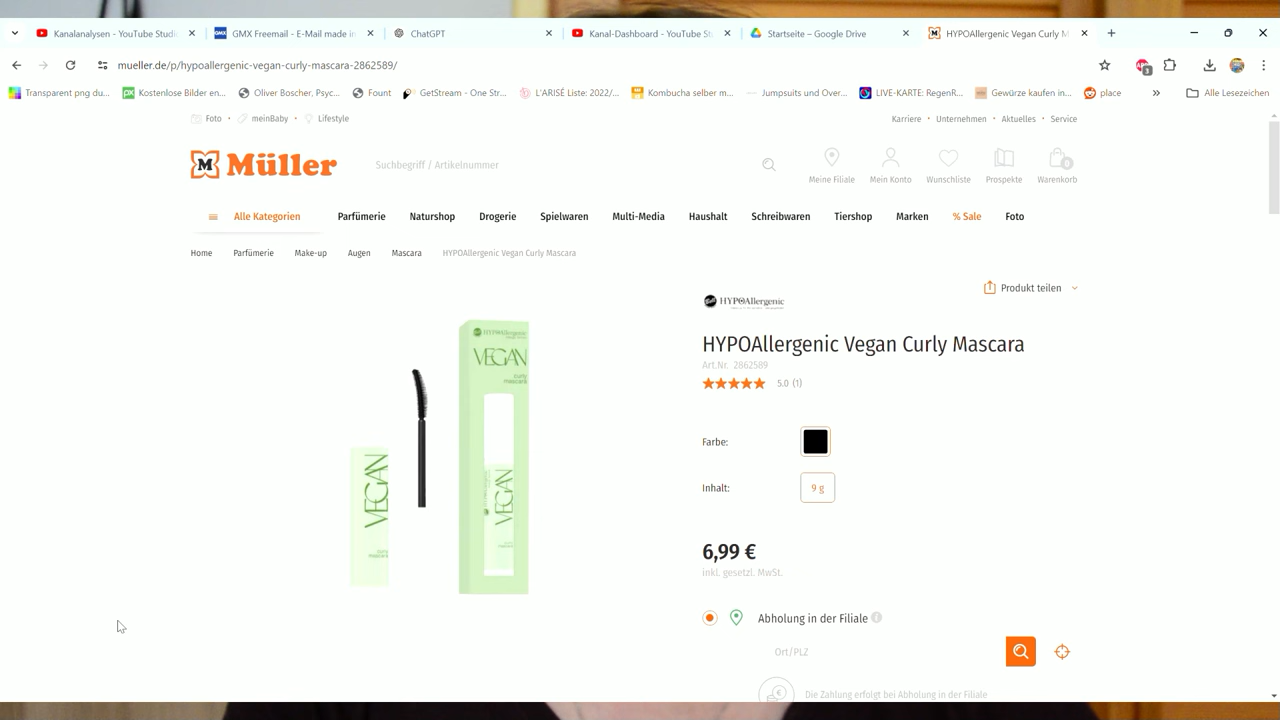 Kanalanalysen - YouTube Studi
GMX Freemail - E-Mail made in
ChatGPT
Kanal-Dashboard - YouTube St
Startseite – Google Drive
HYPOAllergenic Vegan Curly M
mueller.de/p/hypoallergenic-vegan-curly-mascara-2862589/
3
Transparent png du...
Kostenlose Bilder en...
Oliver Boscher, Psyc...
Fount
GetStream - One Str...
L'ARISÉ Liste: 2022/...
Kombucha selber m...
Jumpsuits und Over...
LIVE-KARTE: RegenR...
Gewürze kaufen in...
place
»
Alle Lesezeichen
Foto • meinBaby • Lifestyle
Karriere • Unternehmen • Aktuelles • Service
M Müller
Suchbegriff / Artikelnummer
0
Meine Filiale
Mein Konto
Wunschliste
Prospekte
Warenkorb
Alle Kategorien
Parfümerie
Naturshop
Drogerie
Spielwaren
Multi-Media
Haushalt
Schreibwaren
Tiershop
Marken
% Sale
Foto
Home
Parfümerie
Make-up
Augen
Mascara
HYPOAllergenic Vegan Curly Mascara
Produkt teilen
HYPOAllergenic
HYPOAllergenic Vegan Curly Mascara
Art.Nr. 2862589
5.0 (1)
Farbe:
Inhalt:
9 g
6,99 €
inkl. gesetzl. MwSt.
Abholung in der Filiale
Ort/PLZ
Die Zahlung erfolgt bei Abholung in der Filiale
HYPOAllergenic
VEGAN
curly
mascara
VEGAN
VEGAN